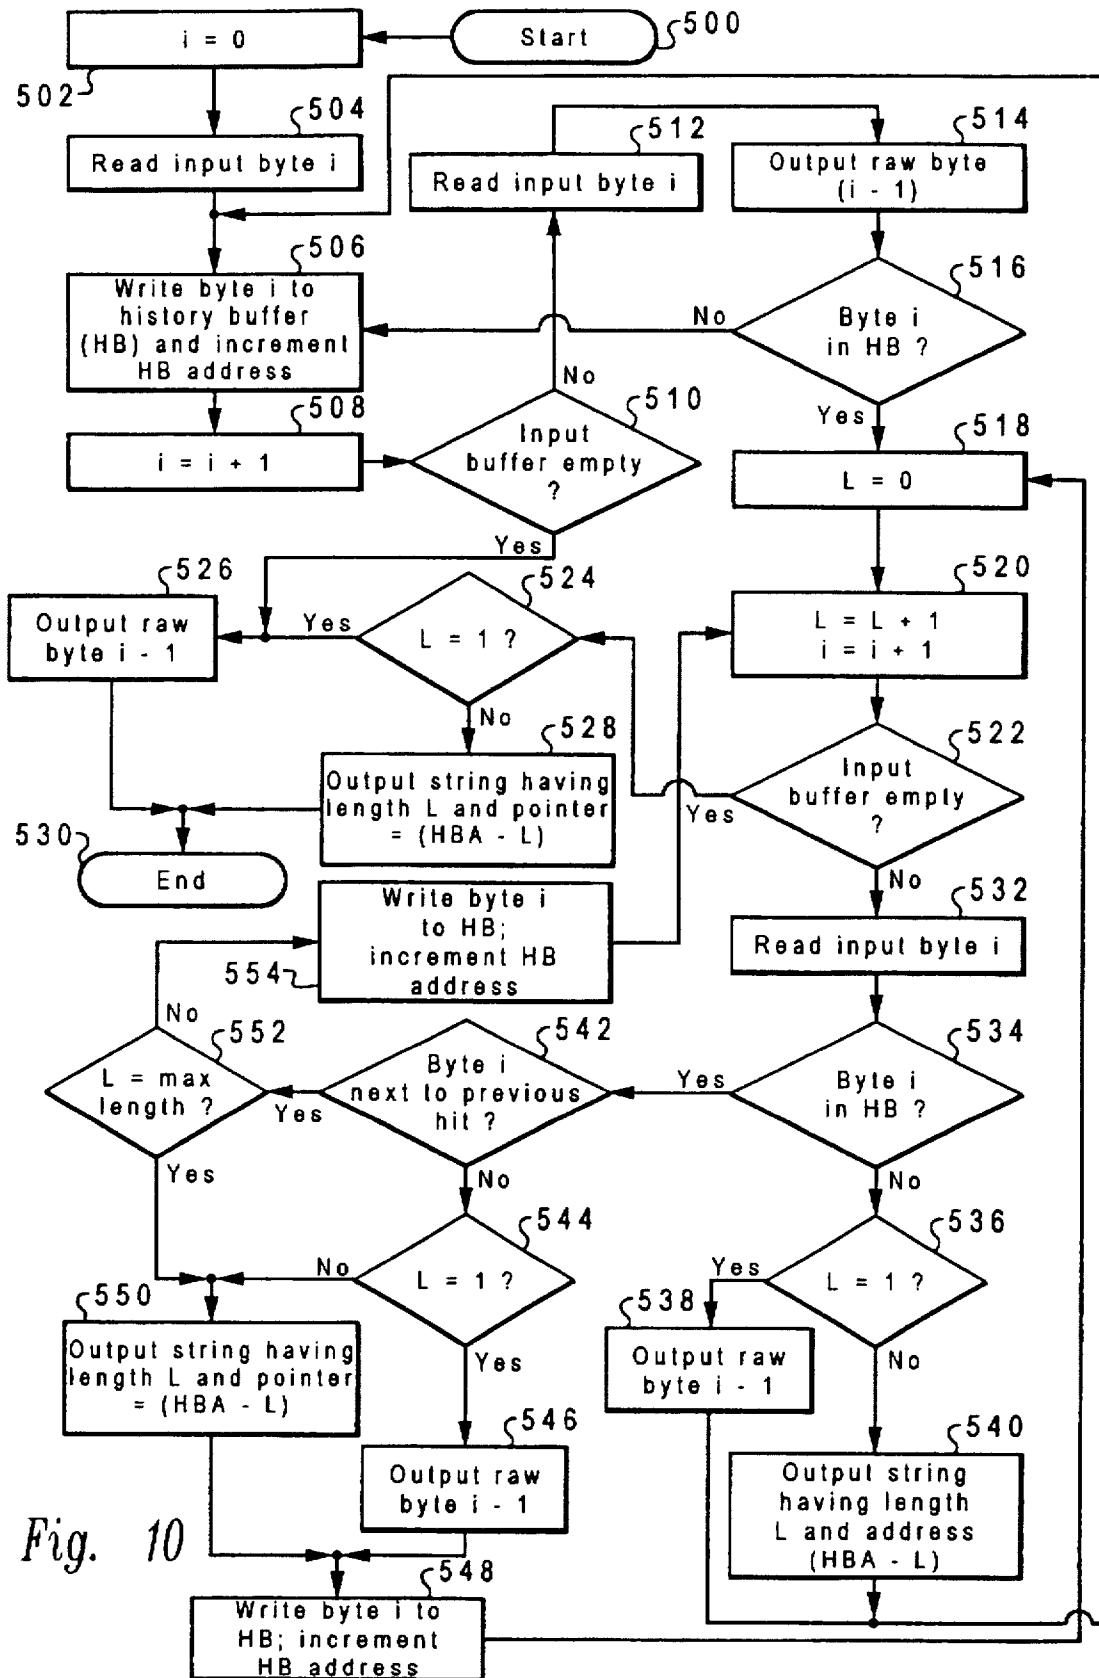 i = 0
Start
500
502
504
Read input byte i
512
Read input byte i
514
Output raw byte
(i - 1)
506
Write byte i to
history buffer
(HB) and increment
HB address
516
Byte i
in HB ?
No
Yes
508
i = i + 1
No
510
Input
buffer empty
?
Yes
518
L = 0
526
Output raw
byte i - 1
524
L = 1 ?
Yes
No
520
L = L + 1
i = i + 1
528
Output string having
length L and pointer
= (HBA - L)
522
Input
buffer empty
?
Yes
No
530
End
Write byte i
to HB;
increment HB
address
554
532
Read input byte i
No
552
L = max
length ?
Yes
542
Byte i
next to previous
hit ?
Yes
No
534
Byte i
in HB ?
Yes
No
544
L = 1 ?
No
Yes
536
L = 1 ?
Yes
No
550
Output string having
length L and pointer
= (HBA - L)
538
Output raw
byte i - 1
546
Output raw
byte i - 1
540
Output string
having length
L and address
(HBA - L)
Fig. 10
548
Write byte i to
HB; increment
HB address